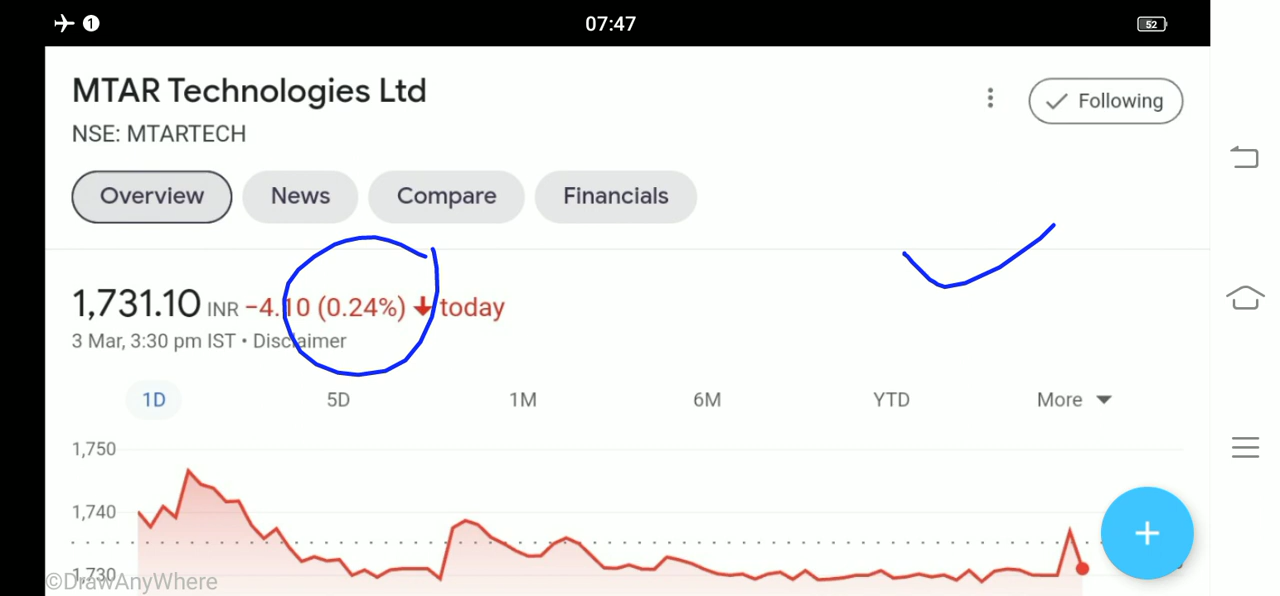 1
07:47
52
MTAR Technologies Ltd
Following
NSE: MTARTECH
Overview
News
Compare
Financials
1,731.10 INR −4.10 (0.24%) today
3 Mar, 3:30 pm IST • Disclaimer
1D
5D
1M
6M
YTD
More
1,750
1,740
1,730
©DrawAnyWhere